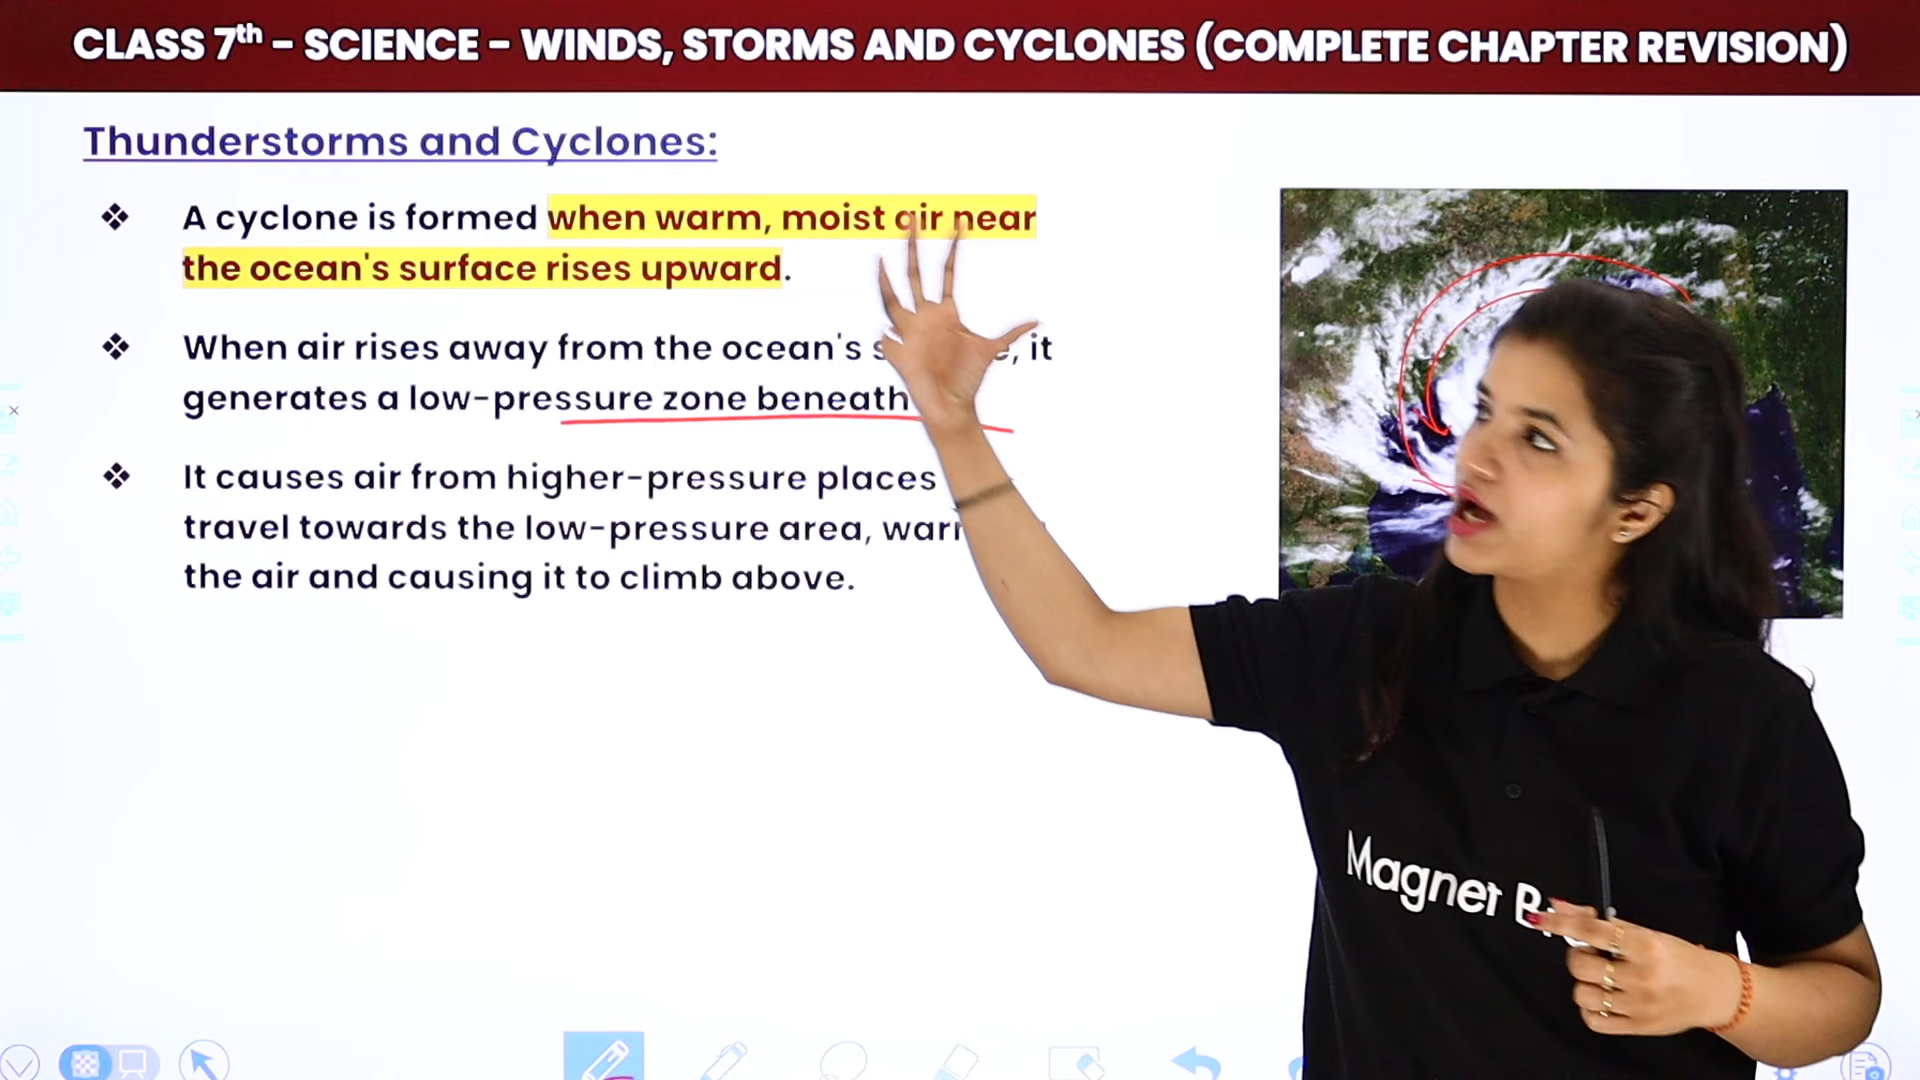 CLASS 7th - SCIENCE - WINDS, STORMS AND CYCLONES (COMPLETE CHAPTER REVISION)
Thunderstorms and Cyclones:
❖ A cyclone is formed when warm, moist air near
the ocean's surface rises upward.
❖ When air rises away from the ocean's it
generates a low-pressure zone beneath
❖ It causes air from higher-pressure places
travel towards the low-pressure area,
the air and causing it to climb above.
Magnet